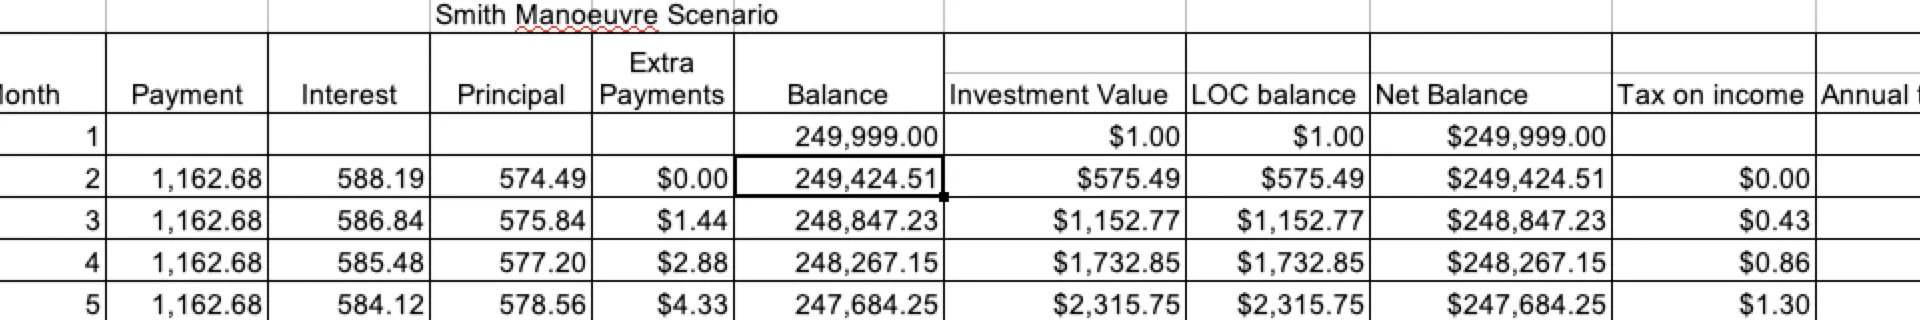 Smith Manoeuvre Scenario
Extra
onth Payment Interest Principal Payments Balance Investment Value LOC balance Net Balance Tax on income Annual
1 249,999.00 $1.00 $1.00 $249,999.00
2 1,162.68 588.19 574.49 $0.00 249,424.51 $575.49 $575.49 $249,424.51 $0.00
3 1,162.68 586.84 575.84 $1.44 248,847.23 $1,152.77 $1,152.77 $248,847.23 $0.43
4 1,162.68 585.48 577.20 $2.88 248,267.15 $1,732.85 $1,732.85 $248,267.15 $0.86
5 1,162.68 584.12 578.56 $4.33 247,684.25 $2,315.75 $2,315.75 $247,684.25 $1.30